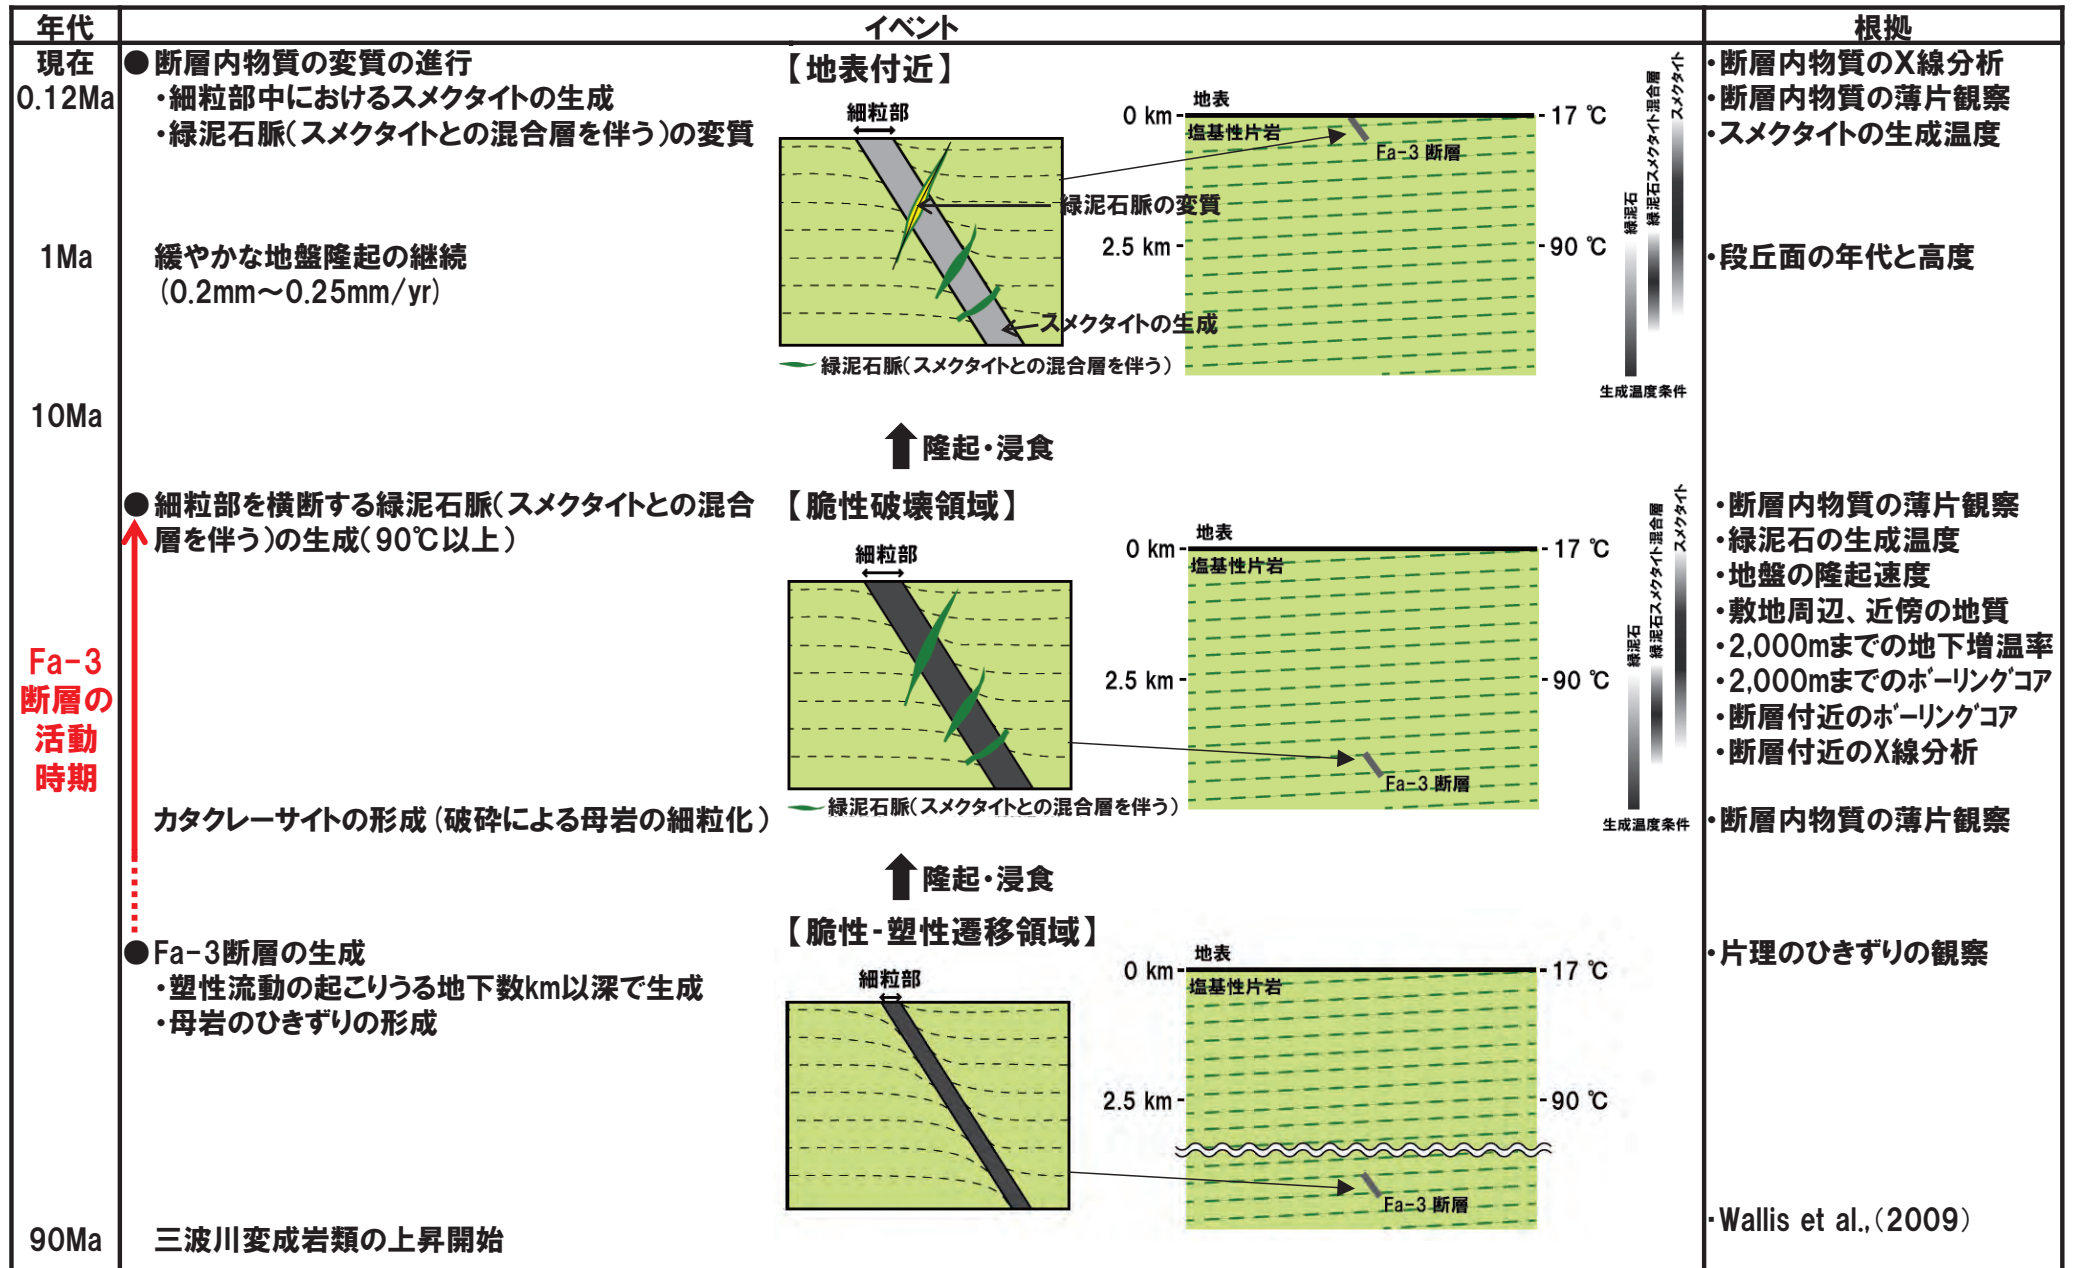 年代
イベント
根拠
現在
0.12Ma
●断層内物質の変質の進行
・細粒部中におけるスメクタイトの生成
・緑泥石脈(スメクタイトとの混合層を伴う)の変質
1Ma
緩やかな地盤隆起の継続
(0.2mm～0.25mm/yr)
10Ma
【地表付近】
細粒部
緑泥石脈の変質
スメクタイトの生成
緑泥石脈(スメクタイトとの混合層を伴う)
地表
0 km
17 ℃
塩基性片岩
Fa-3 断層
2.5 km
90 ℃
緑泥石
緑泥石スメクタイト混合層
スメクタイト
生成温度条件
・断層内物質のX線分析
・断層内物質の薄片観察
・スメクタイトの生成温度
・段丘面の年代と高度
隆起・浸食
●細粒部を横断する緑泥石脈(スメクタイトとの混合
層を伴う)の生成(90℃以上)
Fa-3
断層の
活動
時期
カタクレーサイトの形成(破砕による母岩の細粒化)
【脆性破壊領域】
細粒部
緑泥石脈(スメクタイトとの混合層を伴う)
地表
0 km
17 ℃
塩基性片岩
2.5 km
90 ℃
Fa-3 断層
緑泥石
緑泥石スメクタイト混合層
スメクタイト
生成温度条件
・断層内物質の薄片観察
・緑泥石の生成温度
・地盤の隆起速度
・敷地周辺、近傍の地質
・2,000mまでの地下増温率
・2,000mまでのボーリングコア
・断層付近のボーリングコア
・断層付近のX線分析
・断層内物質の薄片観察
隆起・浸食
●Fa-3断層の生成
・塑性流動の起こりうる地下数km以深で生成
・母岩のひきずりの形成
【脆性-塑性遷移領域】
細粒部
地表
0 km
17 ℃
塩基性片岩
2.5 km
90 ℃
Fa-3 断層
・片理のひきずりの観察
90Ma
三波川変成岩類の上昇開始
・Wallis et al.,(2009)